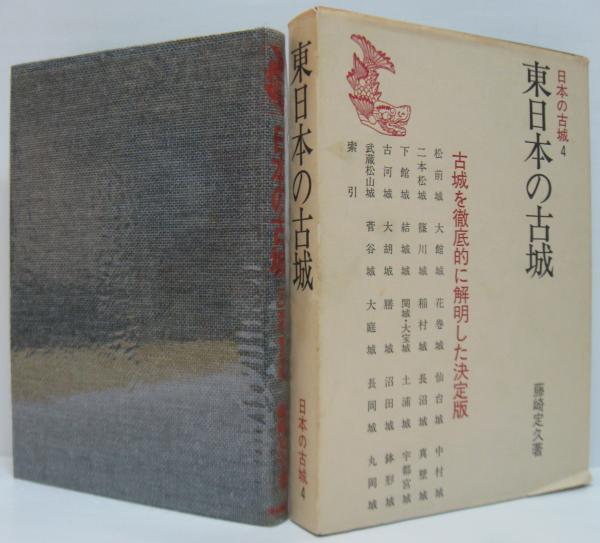 日本の古城 4
東日本の古城
藤崎定久著
古城を徹底的に解明した決定版
松前城 大館城 花巻城 仙台城 中村城
二本松城 篠川城 稲村城 長沼城 真壁城
下館城 結城城 関城・大宝城 土浦城 宇都宮城
古河城 大胡城 勝城 沼田城 鉢形城
武蔵松山城 菅谷城 大庭城 長岡城 丸岡城
索引
東日本の古城
日本の古城 4
日本の古城